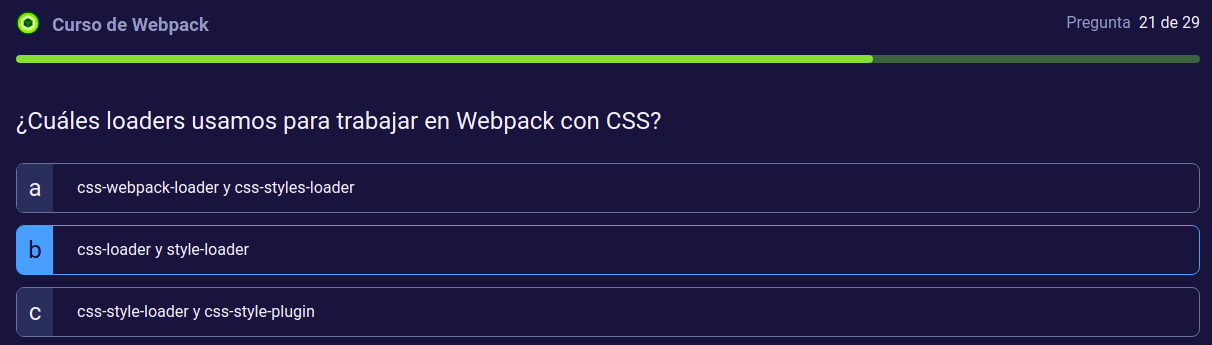 Curso de Webpack
Pregunta 21 de 29
¿Cuáles loaders usamos para trabajar en Webpack con CSS?
a css-webpack-loader y css-styles-loader
b css-loader y style-loader
c css-style-loader y css-style-plugin